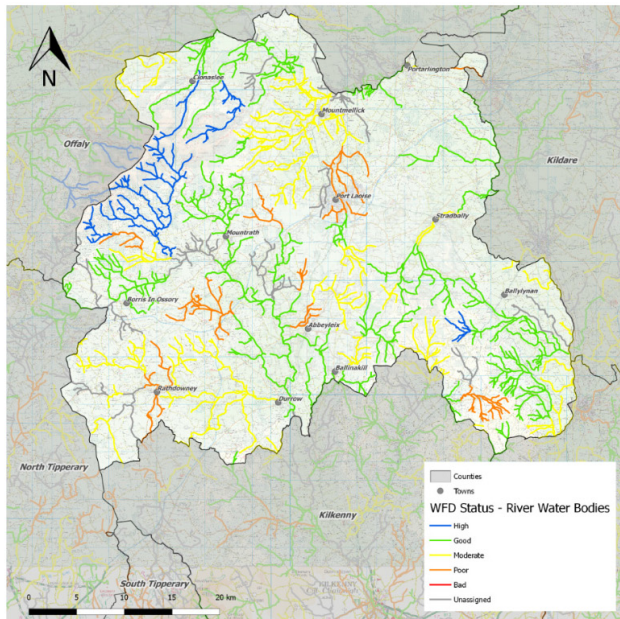 N
Portarlington
Clonaslee
Mountmellick
Offaly
Kildare
Port Laoise
Stradbally
Mountrath
Ballylynan
Borris In Ossory
Abbeyleix
Ballinakill
Rathdowney
Durrow
North Tipperary
Kilkenny
South Tipperary
Counties
Towns
WFD Status - River Water Bodies
High
Good
Moderate
Poor
Bad
Unassigned
0 5 10 15 20 km